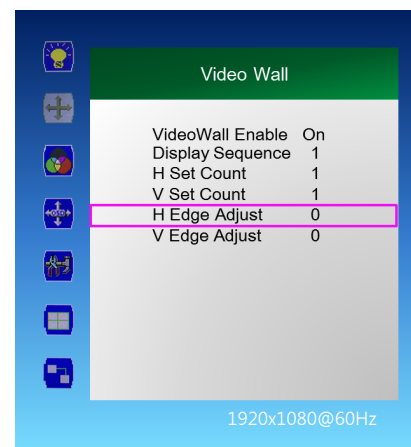 Video Wall
VideoWall Enable On
Display Sequence 1
H Set Count 1
V Set Count 1
H Edge Adjust 0
V Edge Adjust 0
1920x1080@60Hz